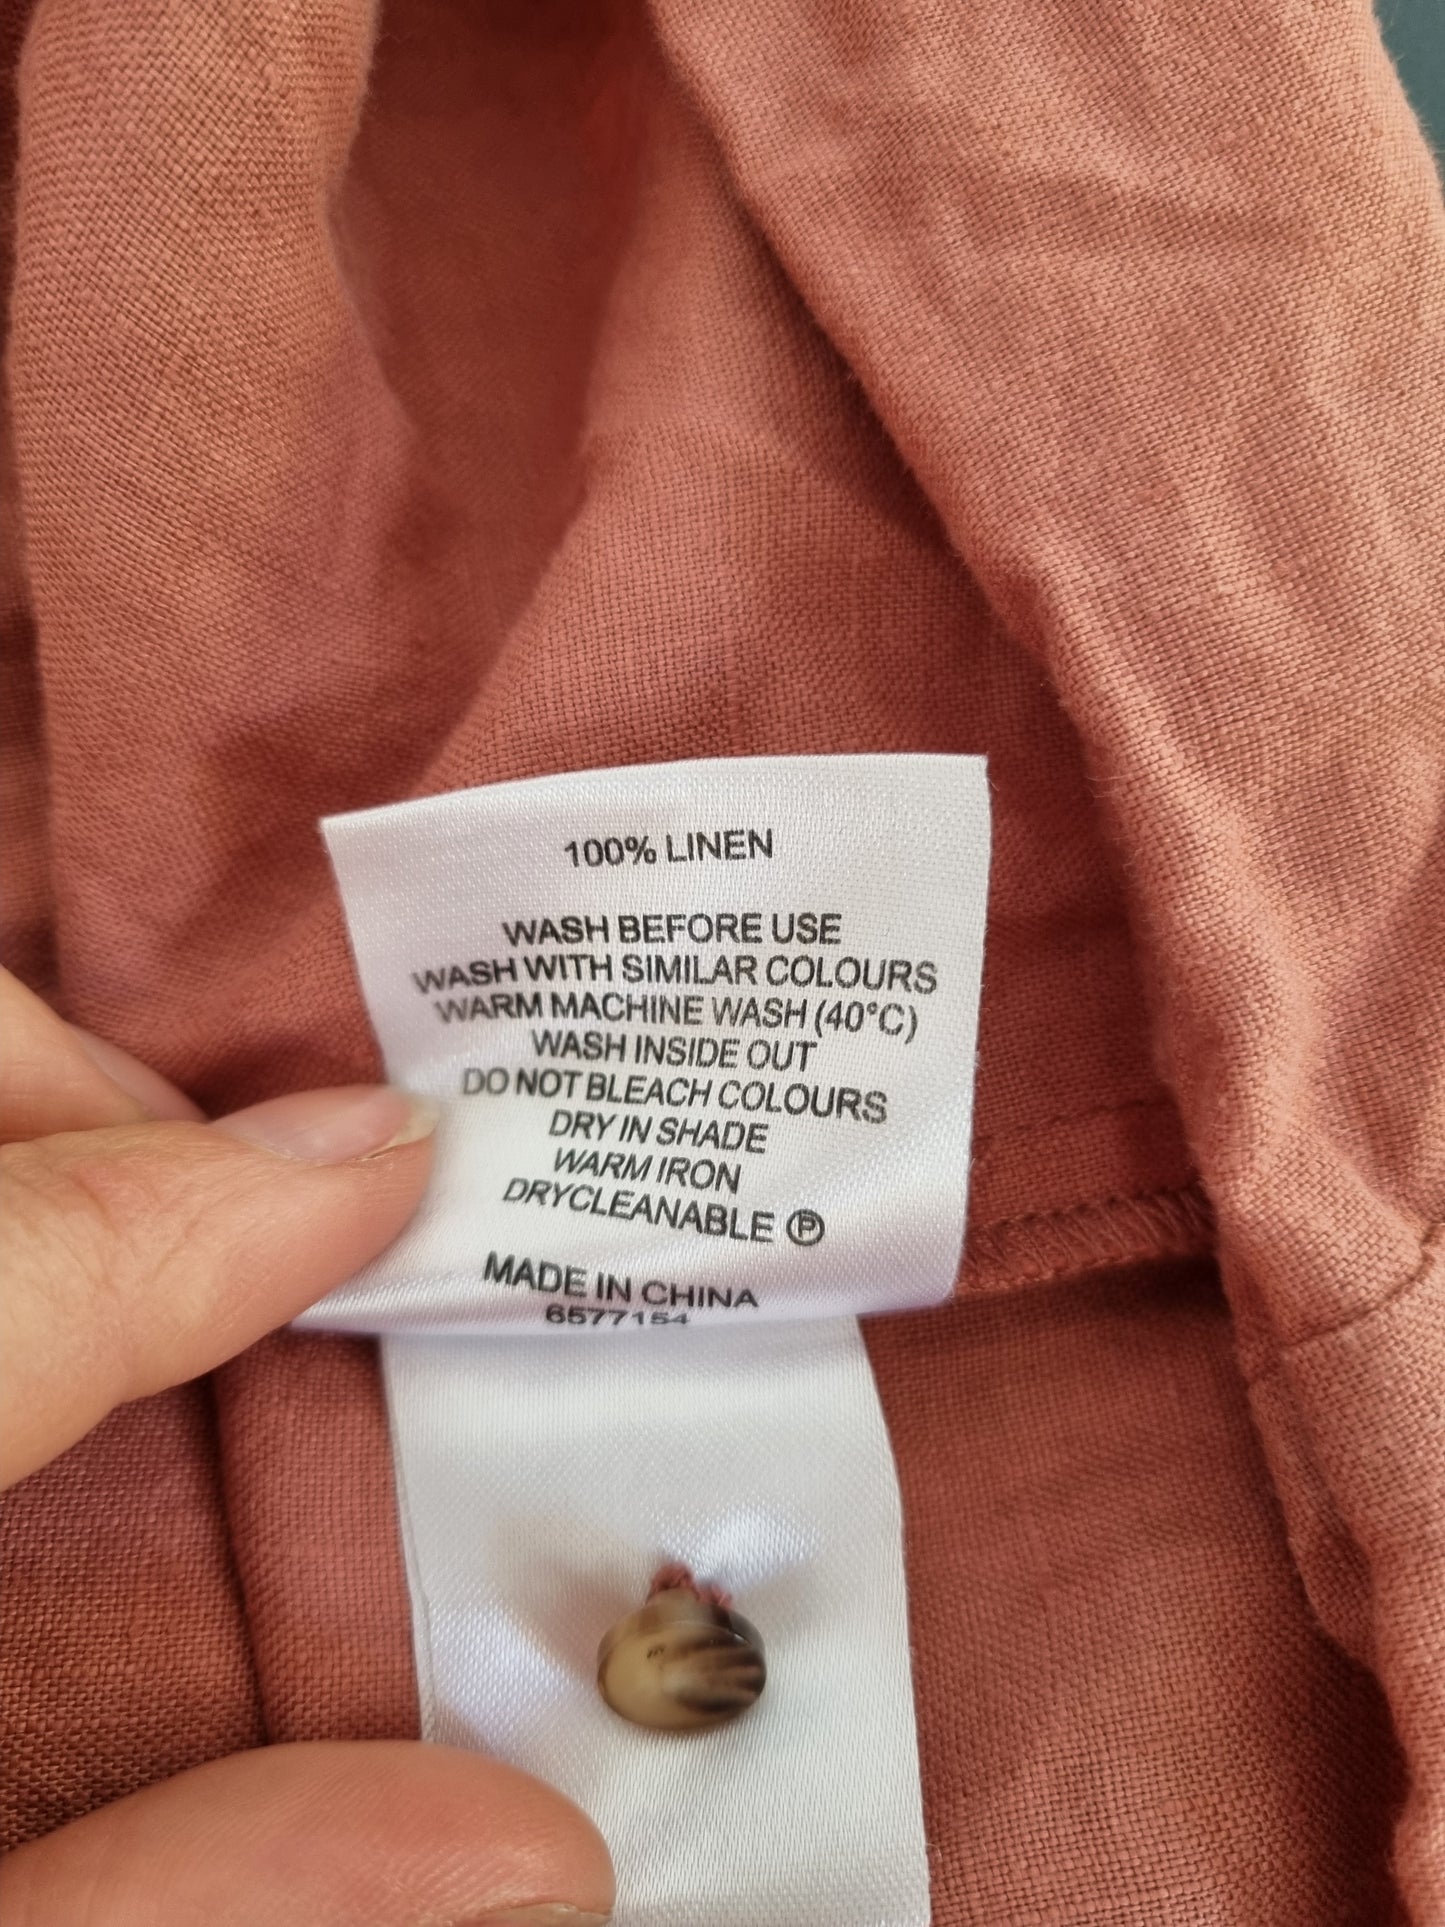 100% LINEN
WASH BEFORE USE
WASH WITH SIMILAR COLOURS
WARM MACHINE WASH (40°C)
WASH INSIDE OUT
DO NOT BLEACH COLOURS
DRY IN SHADE
WARM IRON
DRYCLEANABLE Ⓟ
MADE IN CHINA
6577154